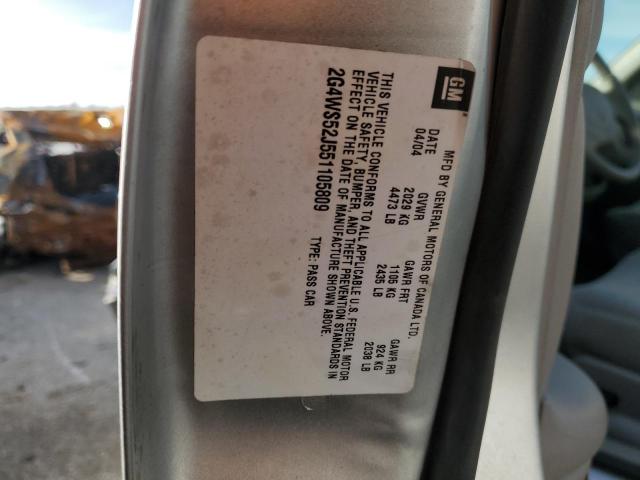 GM
MFD BY GENERAL MOTORS OF CANADA LTD.
DATE GVWR GAWR FRT GAWR RR
04/04 2029 KG 1105 KG 924 KG
4473 LB 2435 LB 2038 LB
THIS VEHICLE CONFORMS TO ALL APPLICABLE U.S. FEDERAL MOTOR
VEHICLE SAFETY, BUMPER, AND THEFT PREVENTION STANDARDS IN
EFFECT ON THE DATE OF MANUFACTURE SHOWN ABOVE.
2G4WS52J551105809 TYPE: PASS CAR